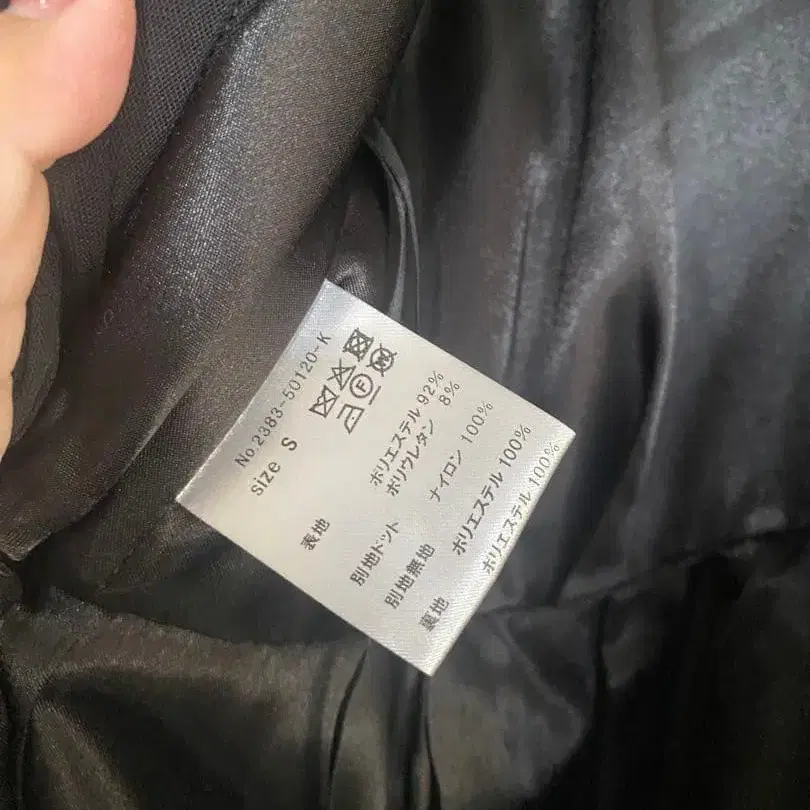 No.2383-50120-K
size S
F
W
表地 ポリエステル 92%
ポリウレタン 8%
別地ドット ナイロン 100%
別地無地 ポリエステル 100%
裏地 ポリエステル 100%